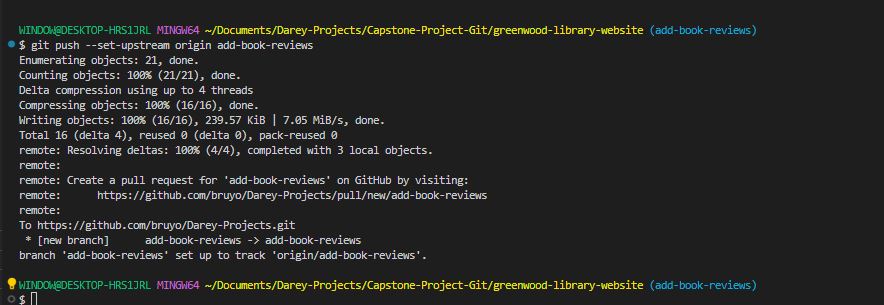 WINDOW@DESKTOP-HRS1JRL MINGW64 ~/Documents/Darey-Projects/Capstone-Project-Git/greenwood-library-website (add-book-reviews)
$ git push --set-upstream origin add-book-reviews
Enumerating objects: 21, done.
Counting objects: 100% (21/21), done.
Delta compression using up to 4 threads
Compressing objects: 100% (16/16), done.
Writing objects: 100% (16/16), 239.57 KiB | 7.05 MiB/s, done.
Total 16 (delta 4), reused 0 (delta 0), pack-reused 0
remote: Resolving deltas: 100% (4/4), completed with 3 local objects.
remote:
remote: Create a pull request for 'add-book-reviews' on GitHub by visiting:
remote:      https://github.com/bruyo/Darey-Projects/pull/new/add-book-reviews
remote:
To https://github.com/bruyo/Darey-Projects.git
 * [new branch]      add-book-reviews -> add-book-reviews
branch 'add-book-reviews' set up to track 'origin/add-book-reviews'.
WINDOW@DESKTOP-HRS1JRL MINGW64 ~/Documents/Darey-Projects/Capstone-Project-Git/greenwood-library-website (add-book-reviews)
$